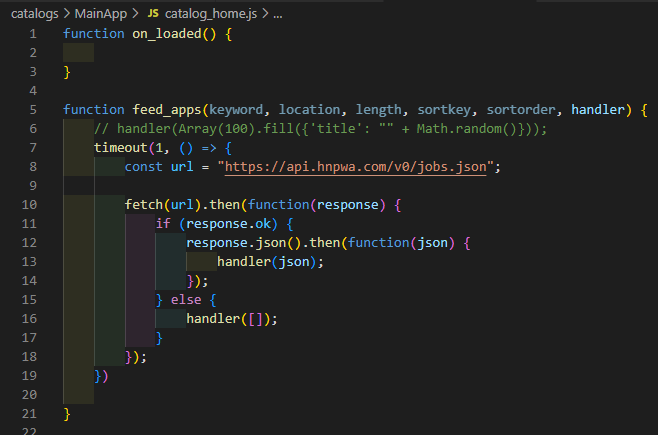 catalogs > MainApp > JS catalog_home.js > ...
1 function on_loaded() {
2
3 }
4
5 function feed_apps(keyword, location, length, sortkey, sortorder, handler) {
6 // handler(Array(100).fill({'title': "" + Math.random()}));
7 timeout(1, () => {
8 const url = "https://api.hnpwa.com/v0/jobs.json";
9
10 fetch(url).then(function(response) {
11 if (response.ok) {
12 response.json().then(function(json) {
13 handler(json);
14 });
15 } else {
16 handler([]);
17 }
18 });
19 })
20
21 }
22